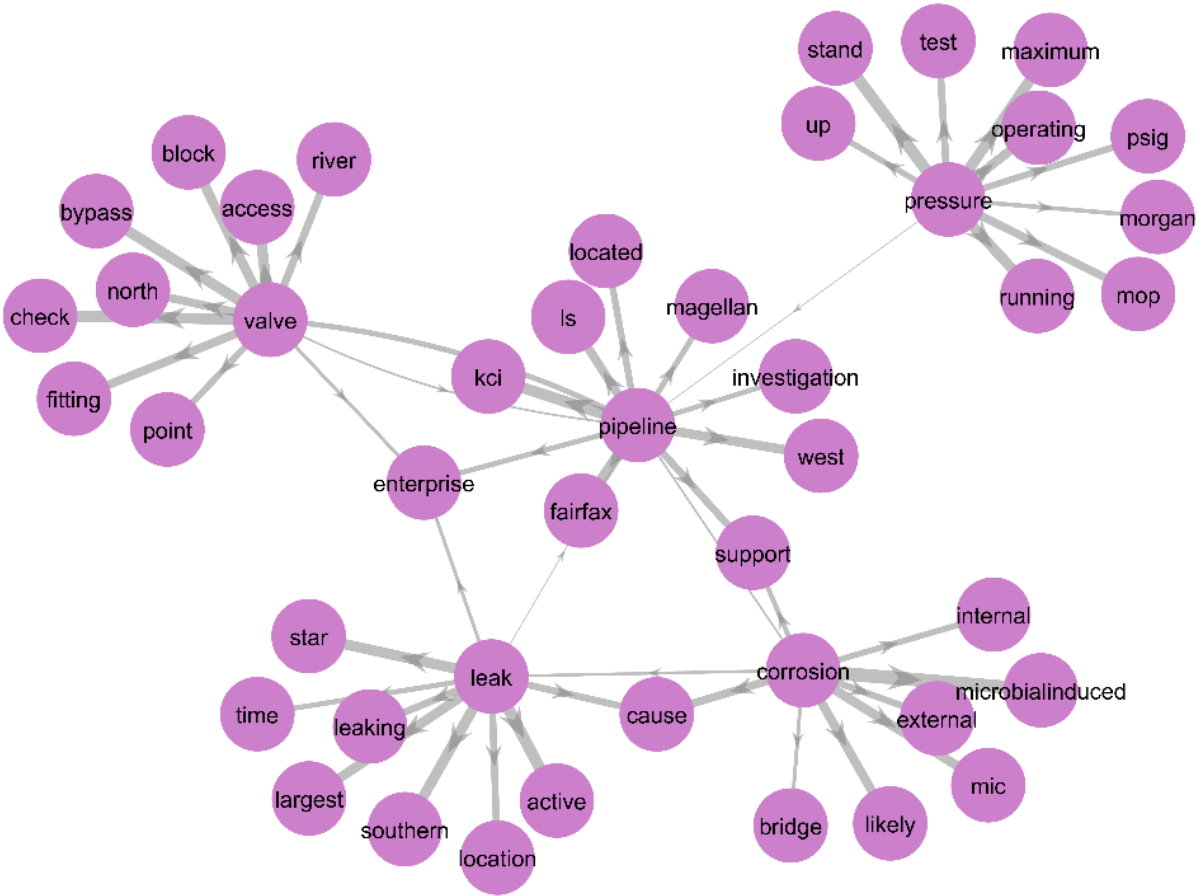 stand
test
maximum
up
operating
psig
block
river
bypass
access
pressure
morgan
located
north
check
valve
ls
magellan
running
mop
kci
investigation
fitting
point
pipeline
west
enterprise
fairfax
support
star
internal
leak
corrosion
microbialinduced
time
leaking
cause
external
largest
southern
active
mic
location
bridge
likely